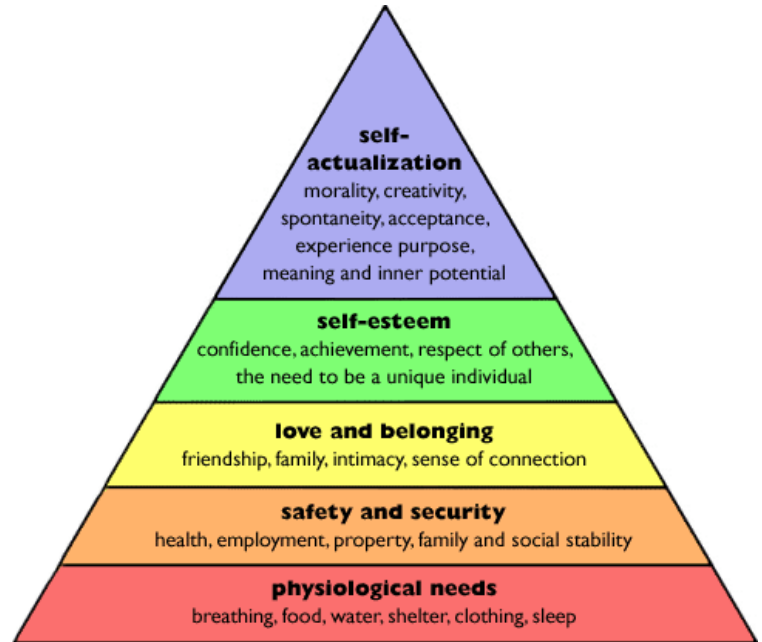 self-
actualization
morality, creativity,
spontaneity, acceptance,
experience purpose,
meaning and inner potential
self-esteem
confidence, achievement, respect of others,
the need to be a unique individual
love and belonging
friendship, family, intimacy, sense of connection
safety and security
health, employment, property, family and social stability
physiological needs
breathing, food, water, shelter, clothing, sleep